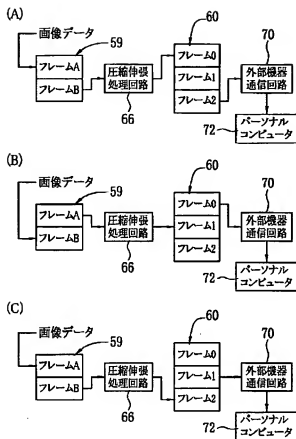 (A)
画像データ
59
フレームA
フレームB
圧縮伸張
処理回路
66
60
フレーム0
フレーム1
フレーム2
70
外部機器
通信回路
72
パーソナル
コンピュータ
(B)
画像データ
59
フレームA
フレームB
圧縮伸張
処理回路
66
60
フレーム0
フレーム1
フレーム2
70
外部機器
通信回路
72
パーソナル
コンピュータ
(C)
画像データ
59
フレームA
フレームB
圧縮伸張
処理回路
66
60
フレーム0
フレーム1
フレーム2
70
外部機器
通信回路
72
パーソナル
コンピュータ